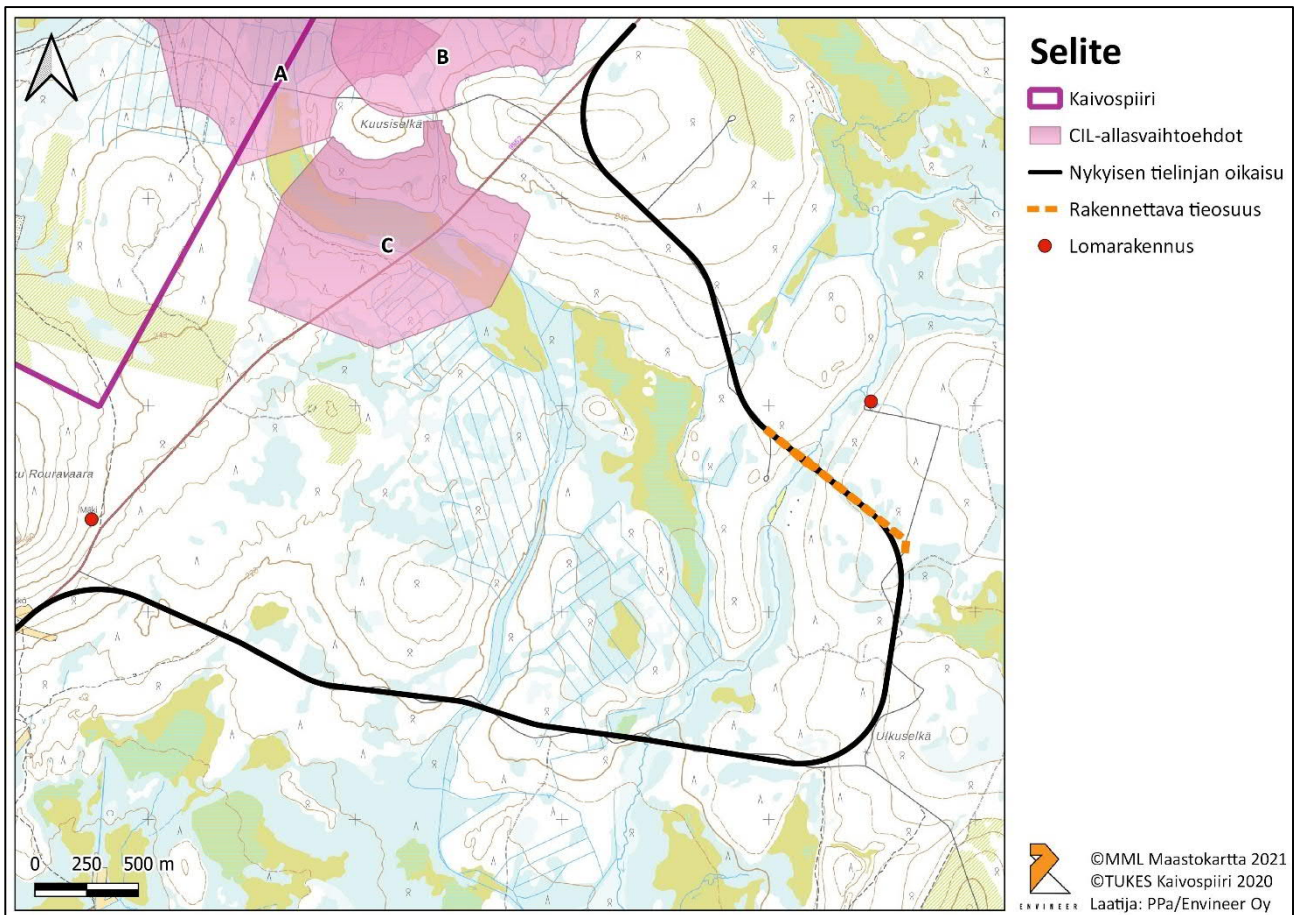 A
B
Kuusiselkä
C
ku Rouravaara
Ulkuselkä
0 250 500 m
Selite
Kaivospiiri
CIL-allasvaihtoehdot
Nykyisen tielinjan oikaisu
Rakennettava tieosuus
Lomarakennus
ENVINEER
©MML Maastokartta 2021
©TUKES Kaivospiiri 2020
Laatija: PPa/Envineer Oy